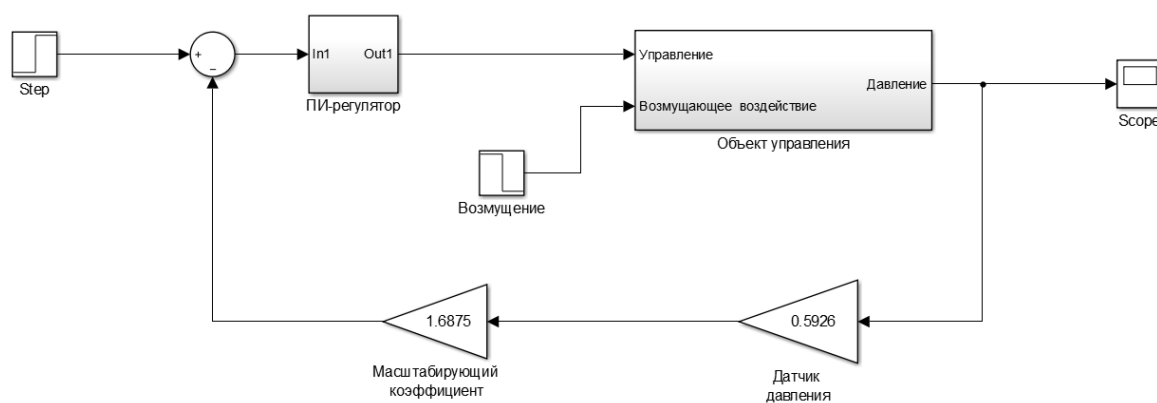 Step
+
−
In1 Out1
ПИ-регулятор
Управление
Возмущающее воздействие
Давление
Объект управления
Scope
Возмущение
1.6875
Масштабирующий
коэффициент
0.5926
Датчик
давления